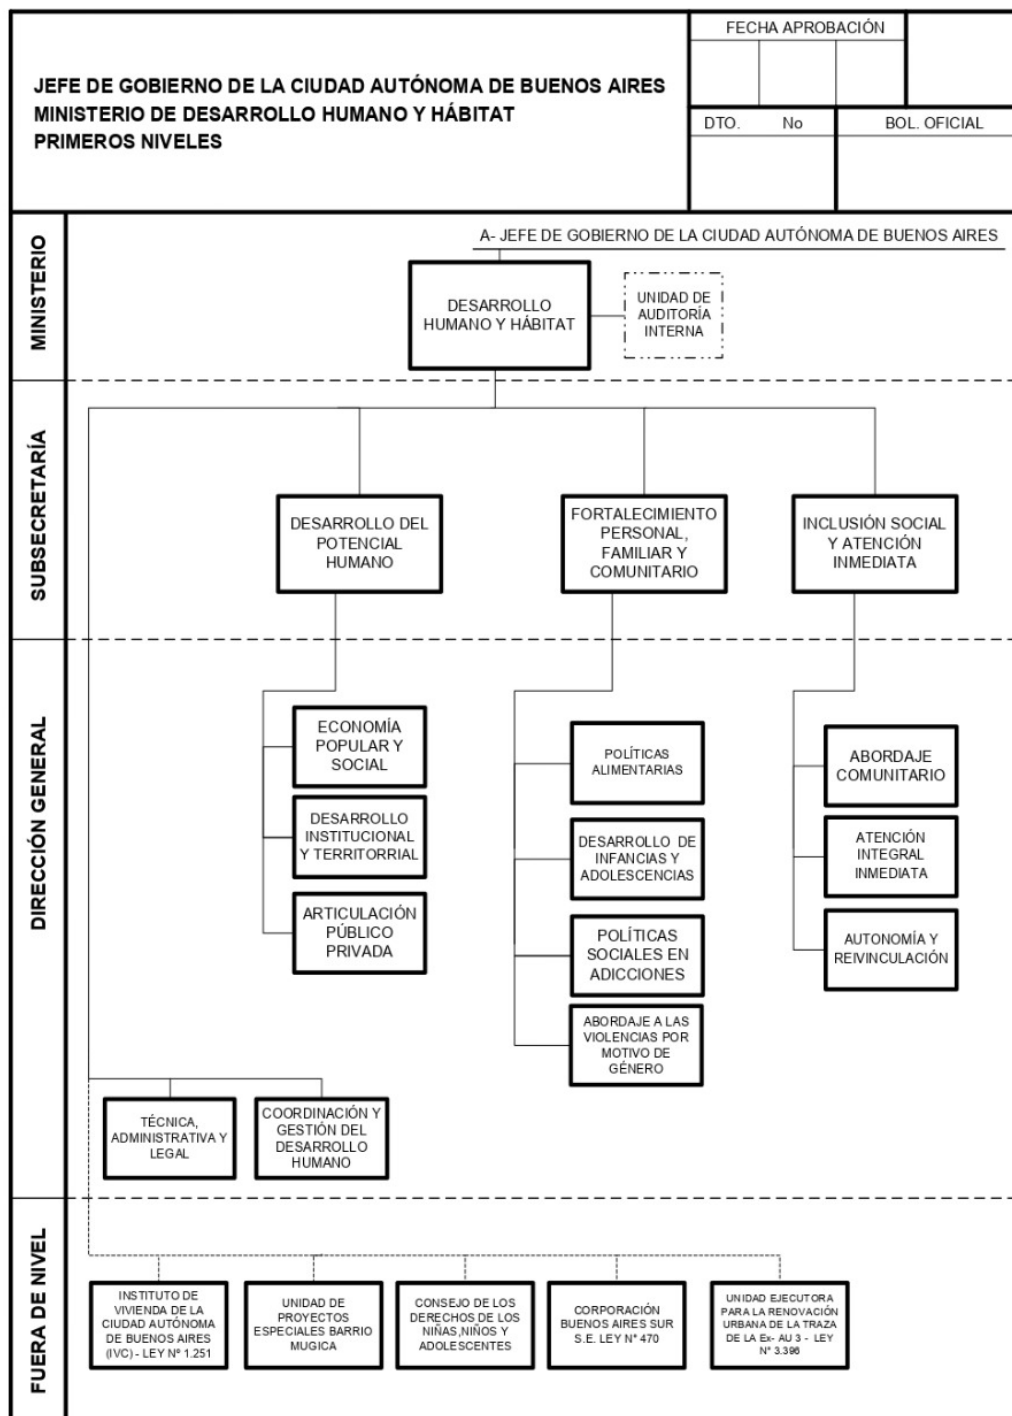 JEFE DE GOBIERNO DE LA CIUDAD AUTÓNOMA DE BUENOS AIRES
MINISTERIO DE DESARROLLO HUMANO Y HÁBITAT
PRIMEROS NIVELES
FECHA APROBACIÓN
DTO. No
BOL. OFICIAL
MINISTERIO
A- JEFE DE GOBIERNO DE LA CIUDAD AUTÓNOMA DE BUENOS AIRES
DESARROLLO
HUMANO Y HÁBITAT
UNIDAD DE
AUDITORÍA
INTERNA
SUBSECRETARÍA
DESARROLLO DEL
POTENCIAL
HUMANO
FORTALECIMIENTO
PERSONAL,
FAMILIAR Y
COMUNITARIO
INCLUSIÓN SOCIAL
Y ATENCIÓN
INMEDIATA
DIRECCIÓN GENERAL
ECONOMÍA
POPULAR Y
SOCIAL
DESARROLLO
INSTITUCIONAL
Y TERRITORRIAL
ARTICULACIÓN
PÚBLICO
PRIVADA
POLÍTICAS
ALIMENTARIAS
DESARROLLO DE
INFANCIAS Y
ADOLESCENCIAS
POLÍTICAS
SOCIALES EN
ADICCIONES
ABORDAJE A LAS
VIOLENCIAS POR
MOTIVO DE
GÉNERO
ABORDAJE
COMUNITARIO
ATENCIÓN
INTEGRAL
INMEDIATA
AUTONOMÍA Y
REIVINCULACIÓN
TÉCNICA,
ADMINISTRATIVA Y
LEGAL
COORDINACIÓN Y
GESTIÓN DEL
DESARROLLO
HUMANO
FUERA DE NIVEL
INSTITUTO DE
VIVIENDA DE LA
CIUDAD AUTÓNOMA
DE BUENOS AIRES
(IVC) - LEY Nº 1.251
UNIDAD DE
PROYECTOS
ESPECIALES BARRIO
MUGICA
CONSEJO DE LOS
DERECHOS DE LOS
NIÑAS,NIÑOS Y
ADOLESCENTES
CORPORACIÓN
BUENOS AIRES SUR
S.E. LEY N° 470
UNIDAD EJECUTORA
PARA LA RENOVACIÓN
URBANA DE LA TRAZA
DE LA Ex- AU 3 - LEY
N° 3.396